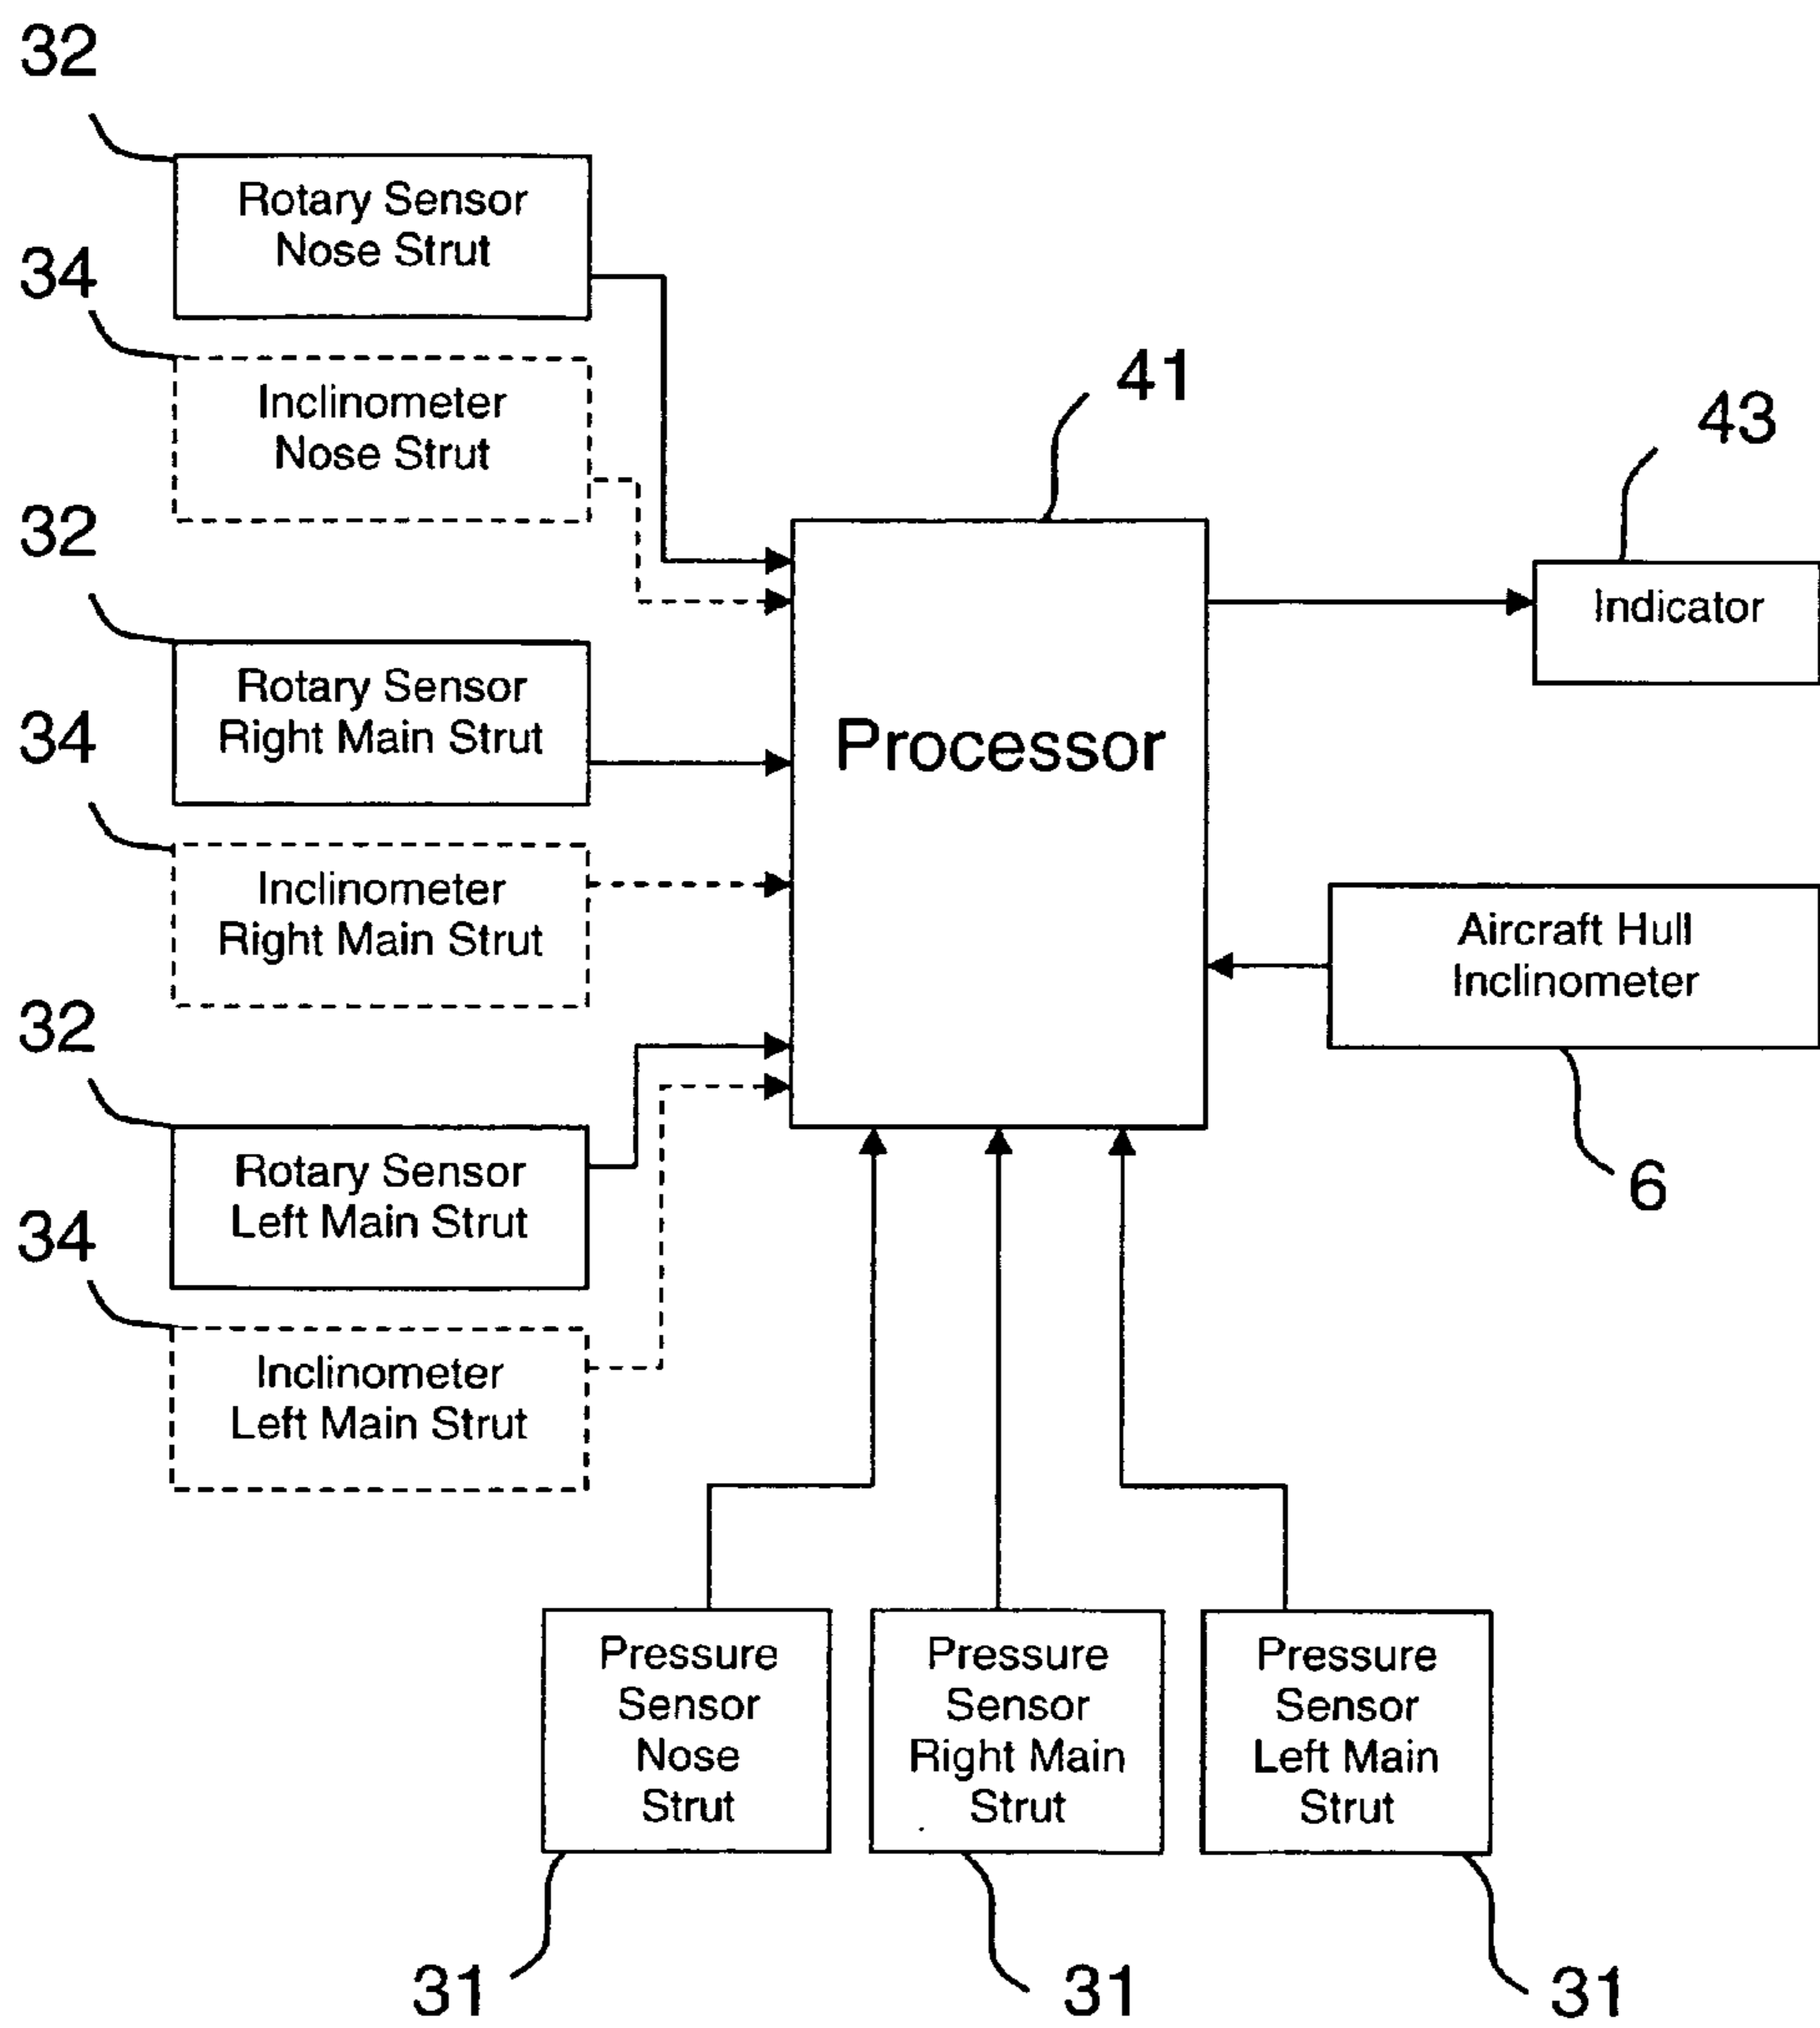 32
Rotary Sensor
Nose Strut
34
Inclinometer
Nose Strut
32
Rotary Sensor
Right Main Strut
34
Inclinometer
Right Main Strut
32
Rotary Sensor
Left Main Strut
34
Inclinometer
Left Main Strut
41
Processor
43
Indicator
Aircraft Hull
Inclinometer
6
Pressure
Sensor
Nose
Strut
31
Pressure
Sensor
Right Main
Strut
31
Pressure
Sensor
Left Main
Strut
31